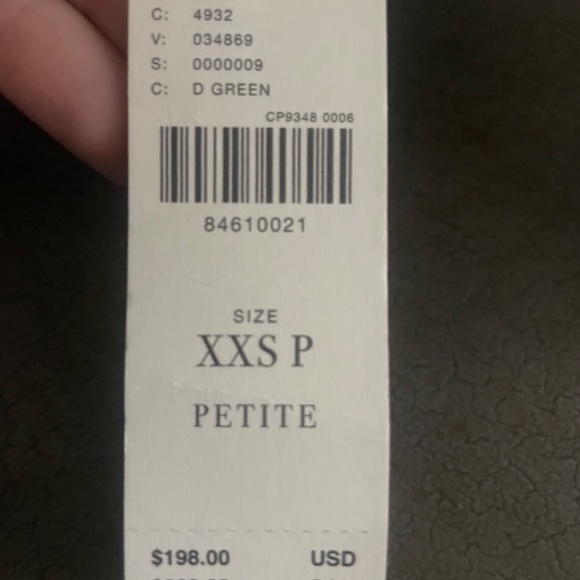 C: 4932
V: 034869
S: 0000009
C: D GREEN
CP9348 0006
84610021
SIZE
XXS P
PETITE
$198.00 USD